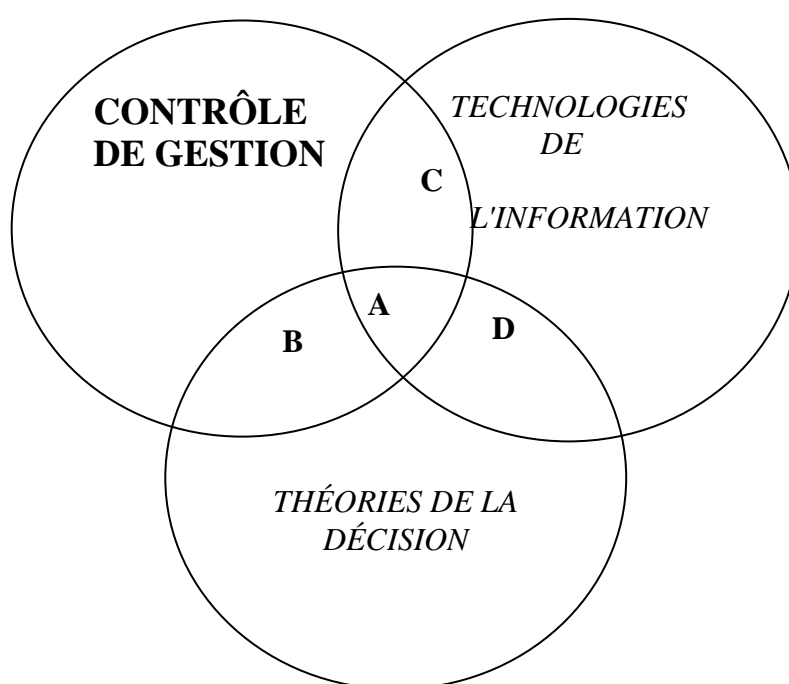 CONTRÔLE
DE GESTION
TECHNOLOGIES
DE
L'INFORMATION
C
A
B
D
THÉORIES DE LA
DÉCISION